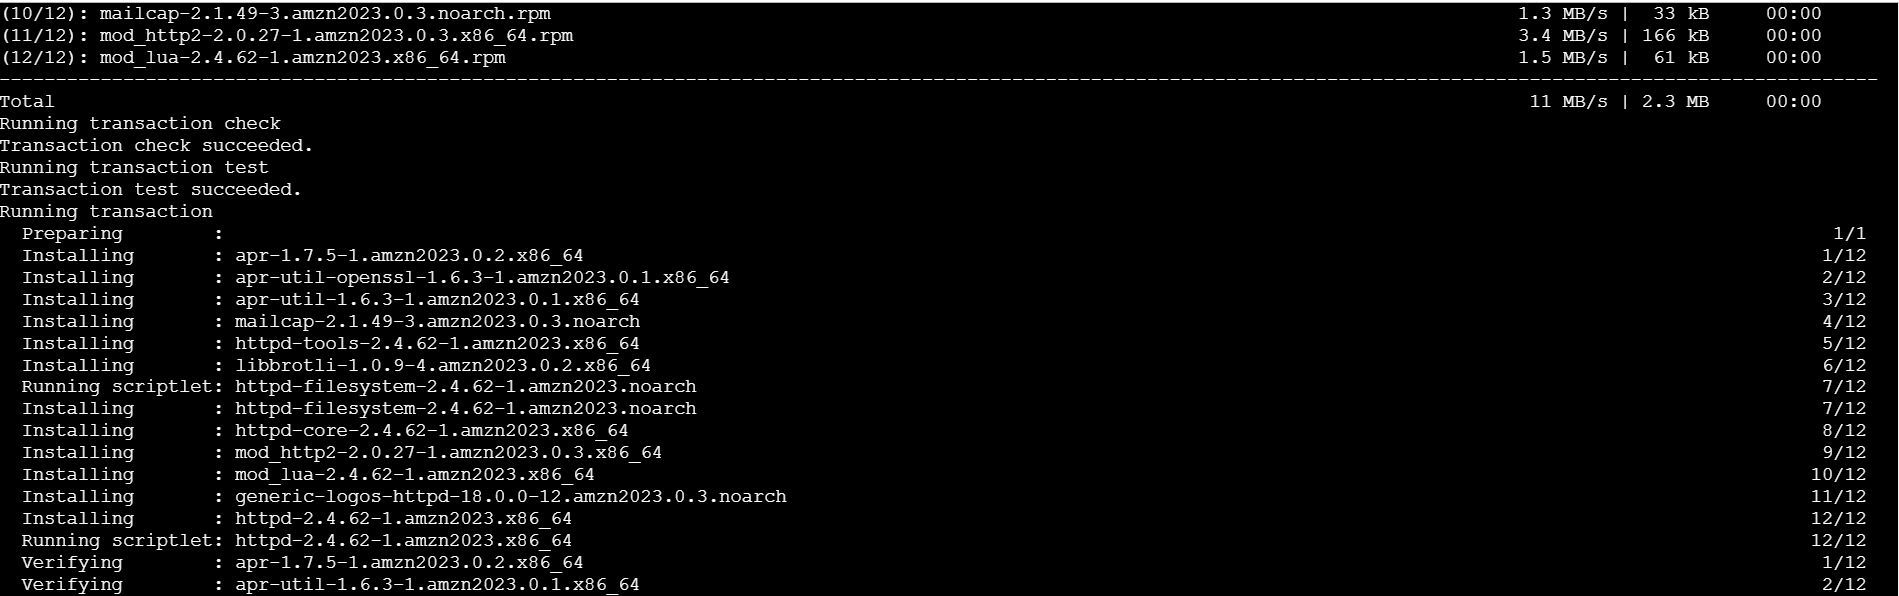 (10/12): mailcap-2.1.49-3.amzn2023.0.3.noarch.rpm 1.3 MB/s | 33 kB 00:00
(11/12): mod_http2-2.0.27-1.amzn2023.0.3.x86_64.rpm 3.4 MB/s | 166 kB 00:00
(12/12): mod_lua-2.4.62-1.amzn2023.x86_64.rpm 1.5 MB/s | 61 kB 00:00
--------------------------------------------------------------------------------
Total 11 MB/s | 2.3 MB 00:00
Running transaction check
Transaction check succeeded.
Running transaction test
Transaction test succeeded.
Running transaction
Preparing : 1/1
Installing : apr-1.7.5-1.amzn2023.0.2.x86_64 1/12
Installing : apr-util-openssl-1.6.3-1.amzn2023.0.1.x86_64 2/12
Installing : apr-util-1.6.3-1.amzn2023.0.1.x86_64 3/12
Installing : mailcap-2.1.49-3.amzn2023.0.3.noarch 4/12
Installing : httpd-tools-2.4.62-1.amzn2023.x86_64 5/12
Installing : libbrotli-1.0.9-4.amzn2023.0.2.x86_64 6/12
Running scriptlet: httpd-filesystem-2.4.62-1.amzn2023.noarch 7/12
Installing : httpd-filesystem-2.4.62-1.amzn2023.noarch 7/12
Installing : httpd-core-2.4.62-1.amzn2023.x86_64 8/12
Installing : mod_http2-2.0.27-1.amzn2023.0.3.x86_64 9/12
Installing : mod_lua-2.4.62-1.amzn2023.x86_64 10/12
Installing : generic-logos-httpd-18.0.0-12.amzn2023.0.3.noarch 11/12
Installing : httpd-2.4.62-1.amzn2023.x86_64 12/12
Running scriptlet: httpd-2.4.62-1.amzn2023.x86_64 12/12
Verifying : apr-1.7.5-1.amzn2023.0.2.x86_64 1/12
Verifying : apr-util-1.6.3-1.amzn2023.0.1.x86_64 2/12